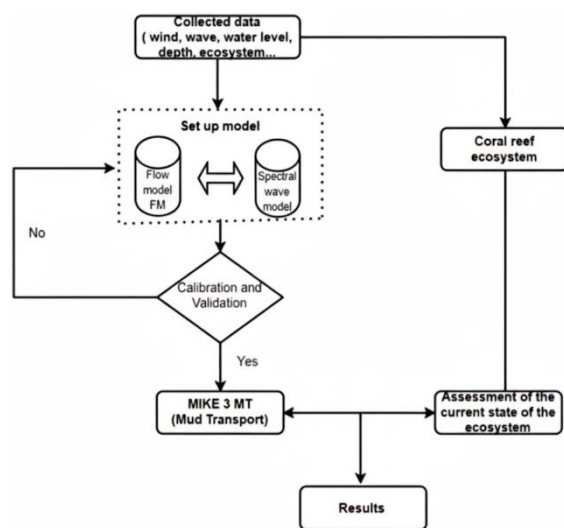 Collected data
( wind, wave, water level,
depth, ecosystem...
Set up model
Flow
model
FM
Spectral
wave
model
Coral reef
ecosystem
No
Calibration and
Validation
Yes
MIKE 3 MT
(Mud Transport)
Assessment of the
current state of the
ecosystem
Results